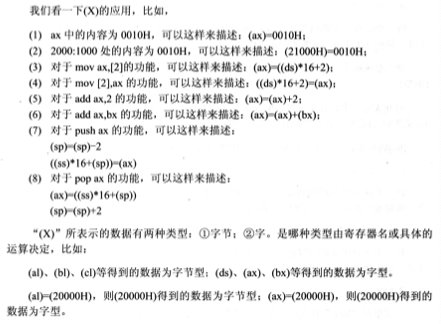 我们看一下(X)的应用，比如，
(1) ax 中的内容为 0010H，可以这样来描述：(ax)=0010H；
(2) 2000:1000 处的内容为 0010H，可以这样来描述：(21000H)=0010H；
(3) 对于 mov ax,[2]的功能，可以这样来描述：(ax)=((ds)*16+2)；
(4) 对于 mov [2],ax 的功能，可以这样来描述：((ds)*16+2)=(ax)；
(5) 对于 add ax,2 的功能，可以这样来描述：(ax)=(ax)+2；
(6) 对于 add ax,bx 的功能，可以这样来描述：(ax)=(ax)+(bx)；
(7) 对于 push ax 的功能，可以这样来描述：
(sp)=(sp)-2
((ss)*16+(sp))=(ax)
(8) 对于 pop ax 的功能，可以这样来描述：
(ax)=((ss)*16+(sp))
(sp)=(sp)+2
“(X)”所表示的数据有两种类型：①字节；②字。是哪种类型由寄存器名或具体的
运算决定，比如：
(al)、(bl)、(cl)等得到的数据为字节型；(ds)、(ax)、(bx)等得到的数据为字型。
(al)=(20000H)，则(20000H)得到的数据为字节型；(ax)=(20000H)，则(20000H)得到的
数据为字型。